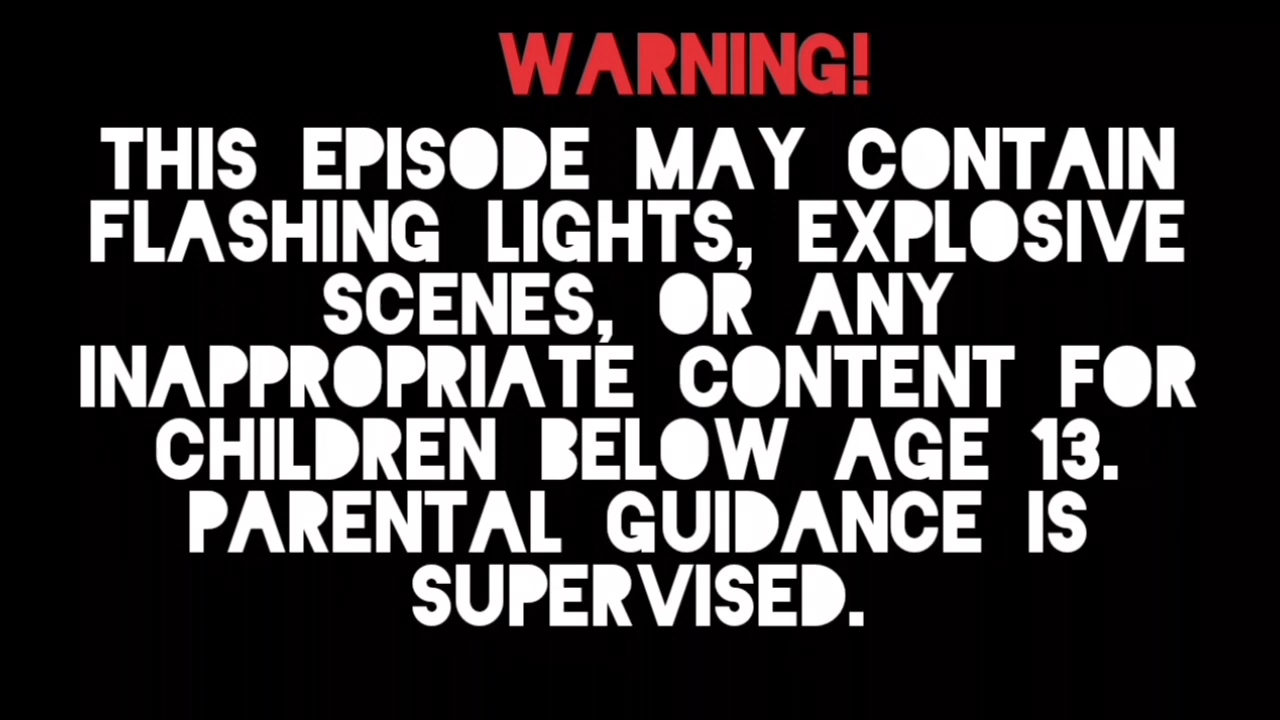 WARNING!
THIS EPISODE MAY CONTAIN
FLASHING LIGHTS, EXPLOSIVE
SCENES, OR ANY
INAPPROPRIATE CONTENT FOR
CHILDREN BELOW AGE 13.
PARENTAL GUIDANCE IS
SUPERVISED.